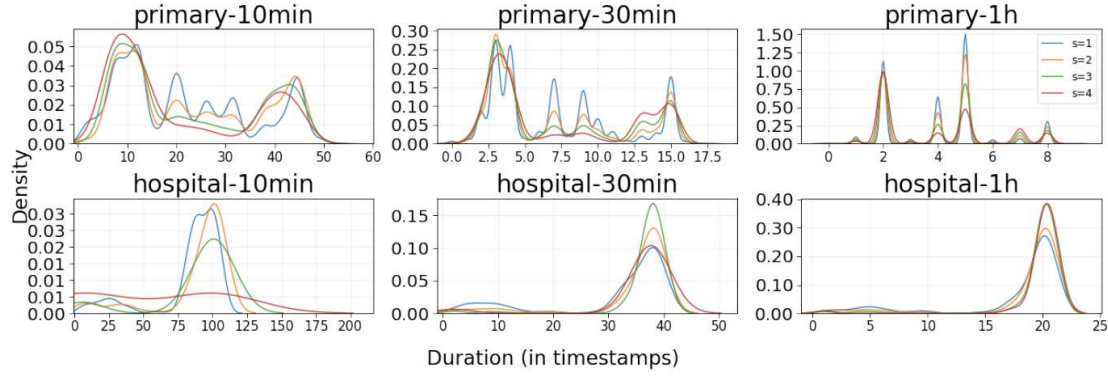 primary-10min primary-30min primary-1h
0.05 0.30 1.50
0.04 0.25 1.25 s=1
0.03 0.20 1.00 s=2
0.03 0.15 0.75 s=3
0.02 0.10 0.50 s=4
0.01 0.05 0.25
0.00 0.00 0.00
0 10 20 30 40 50 60 0.0 2.5 5.0 7.5 10.0 12.5 15.0 17.5 0 2 4 6 8
Density
hospital-10min hospital-30min hospital-1h
0.03 0.15 0.40
0.03 0.10 0.30
0.02 0.05 0.20
0.01 0.00 0.10
0.01 0.00
0.01
0.00
0 25 50 75 100 125 150 175 200 0 10 20 30 40 50 0 5 10 15 20 25
Duration (in timestamps)